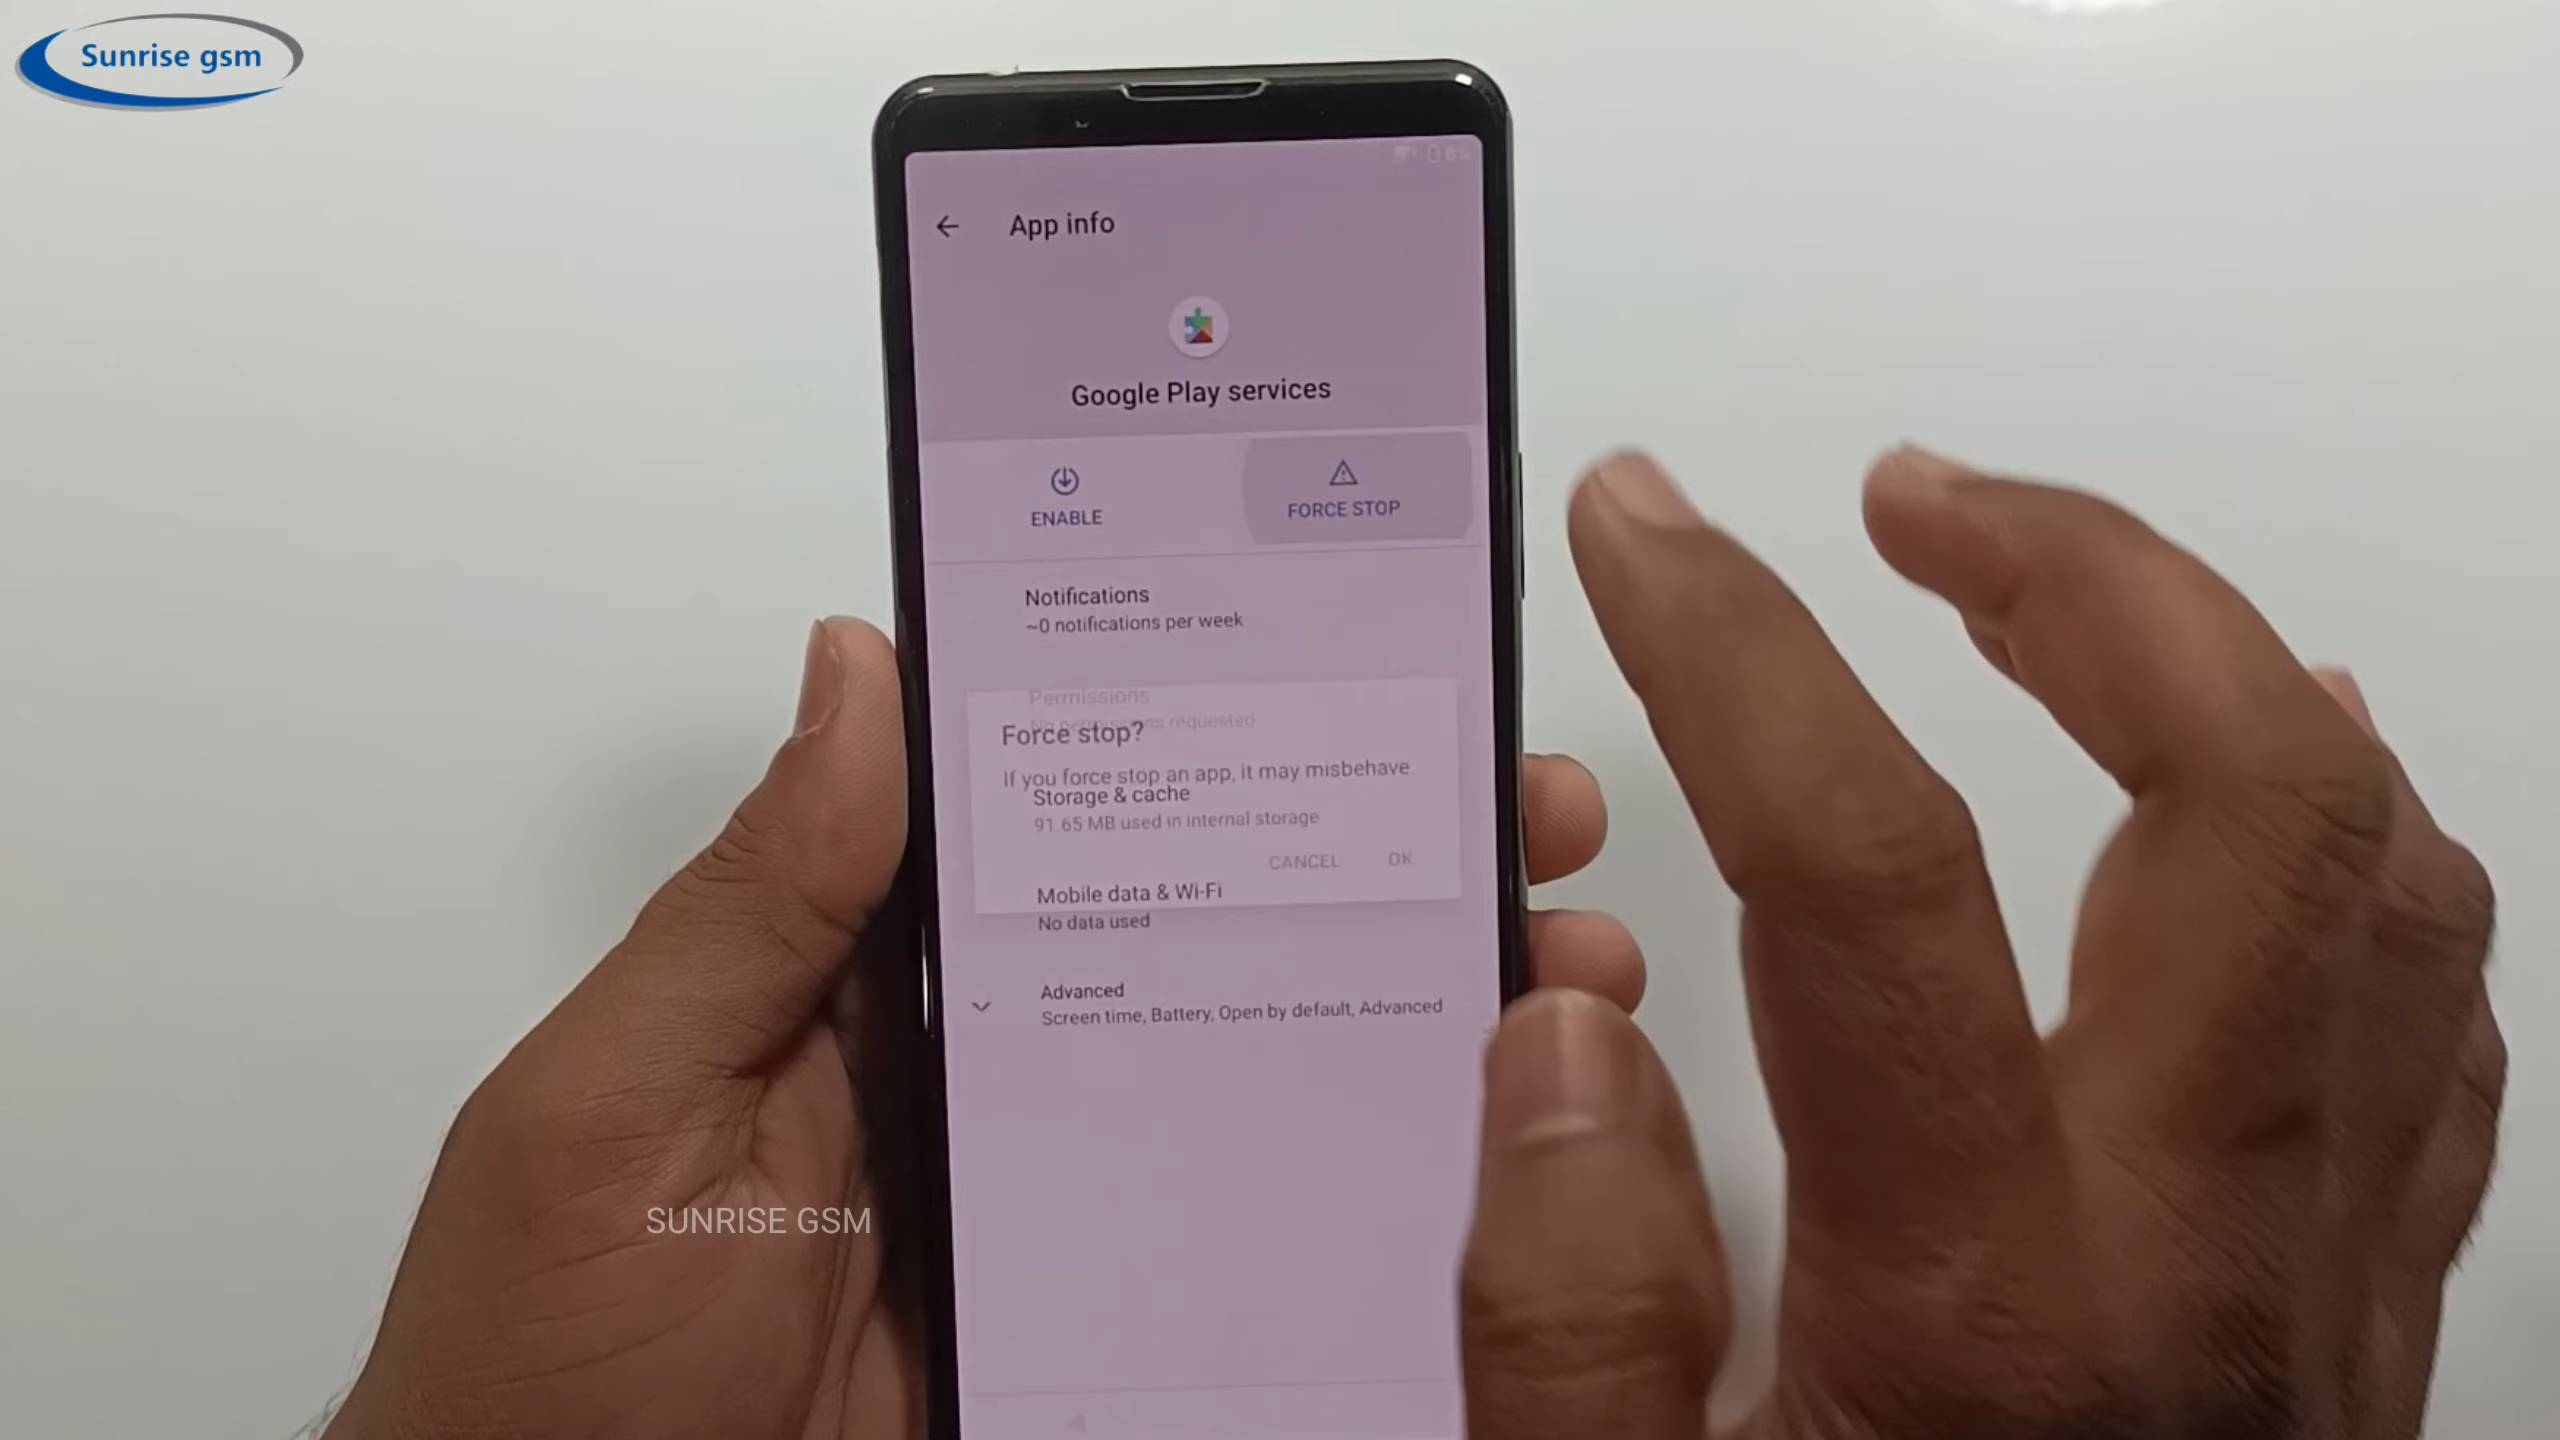 Sunrise gsm
8%
App info
Google Play services
ENABLE
FORCE STOP
Notifications
~0 notifications per week
Permissions
No permissions requested
Force stop?
If you force stop an app, it may misbehave.
Storage & cache
91.65 MB used in internal storage
CANCEL OK
Mobile data & Wi-Fi
No data used
Advanced
Screen time, Battery, Open by default, Advanced
SUNRISE GSM